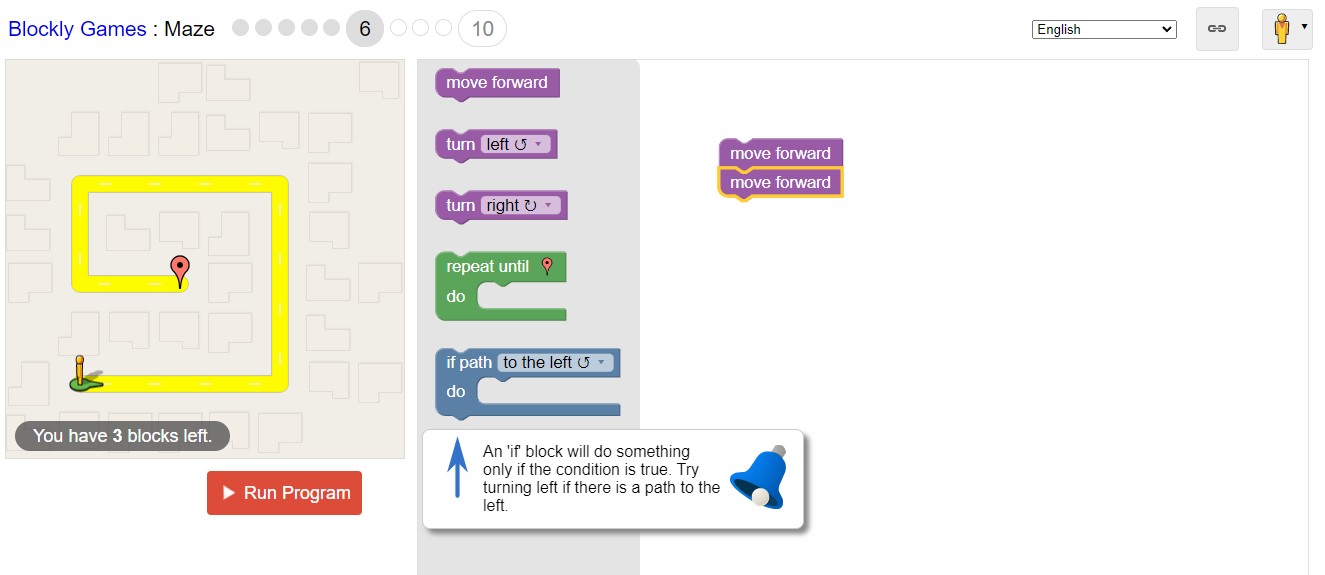 Blockly Games : Maze 6 10 English
move forward
turn left ↺
turn right ↻
repeat until
do
if path to the left ↺
do
move forward
move forward
You have 3 blocks left.
Run Program
An 'if' block will do something
only if the condition is true. Try
turning left if there is a path to the
left.